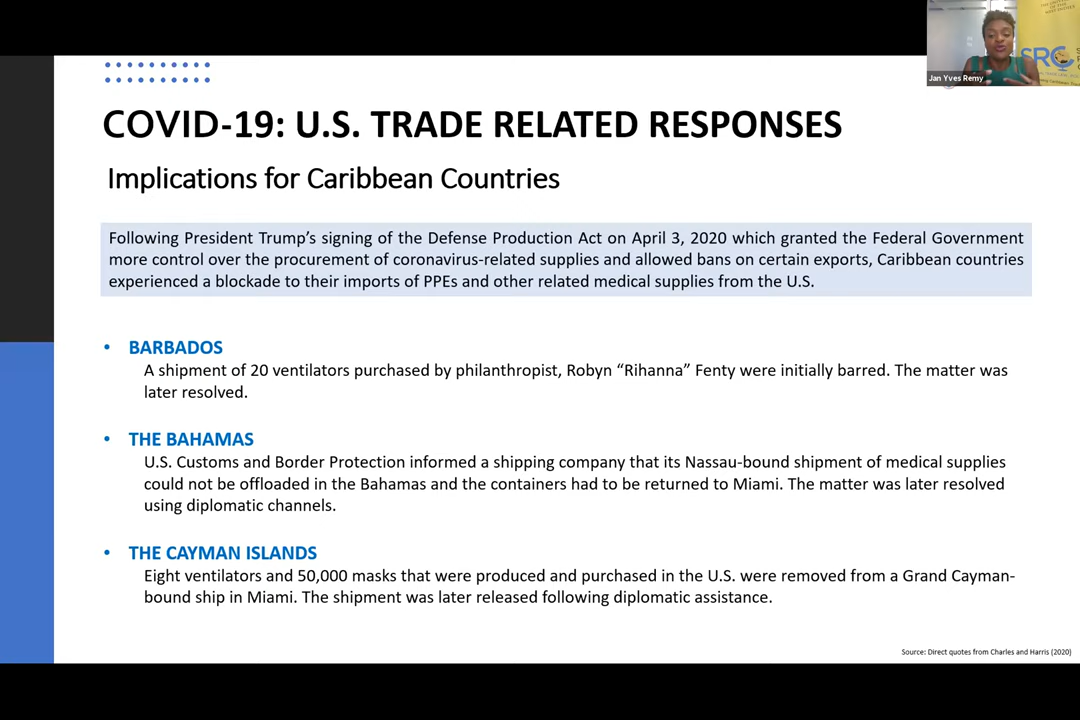 THE UNIVERSITY
OF THE
WEST INDIES
SRC
Jan Yves Remy
COVID-19: U.S. TRADE RELATED RESPONSES
Implications for Caribbean Countries
Following President Trump’s signing of the Defense Production Act on April 3, 2020 which granted the Federal Government
more control over the procurement of coronavirus-related supplies and allowed bans on certain exports, Caribbean countries
experienced a blockade to their imports of PPEs and other related medical supplies from the U.S.
• BARBADOS
A shipment of 20 ventilators purchased by philanthropist, Robyn “Rihanna” Fenty were initially barred. The matter was
later resolved.
• THE BAHAMAS
U.S. Customs and Border Protection informed a shipping company that its Nassau-bound shipment of medical supplies
could not be offloaded in the Bahamas and the containers had to be returned to Miami. The matter was later resolved
using diplomatic channels.
• THE CAYMAN ISLANDS
Eight ventilators and 50,000 masks that were produced and purchased in the U.S. were removed from a Grand Cayman-
bound ship in Miami. The shipment was later released following diplomatic assistance.
Source: Direct quotes from Charles and Harris (2020)